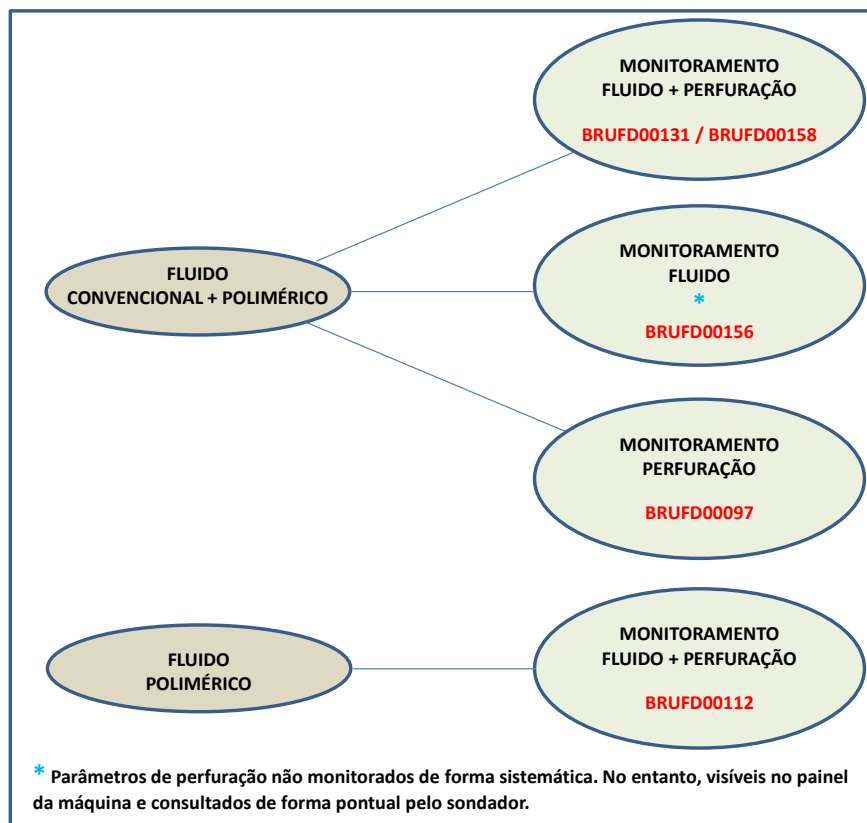 MONITORAMENTO
FLUIDO + PERFURAÇÃO
BRUFD00131 / BRUFD00158
FLUIDO
CONVENCIONAL + POLIMÉRICO
MONITORAMENTO
FLUIDO
*
BRUFD00156
MONITORAMENTO
PERFURAÇÃO
BRUFD00097
FLUIDO
POLIMÉRICO
MONITORAMENTO
FLUIDO + PERFURAÇÃO
BRUFD00112
* Parâmetros de perfuração não monitorados de forma sistemática. No entanto, visíveis no painel
da máquina e consultados de forma pontual pelo sondador.